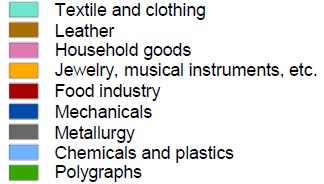 Textile and clothing
Leather
Household goods
Jewelry, musical instruments, etc.
Food industry
Mechanicals
Metallurgy
Chemicals and plastics
Polygraphs